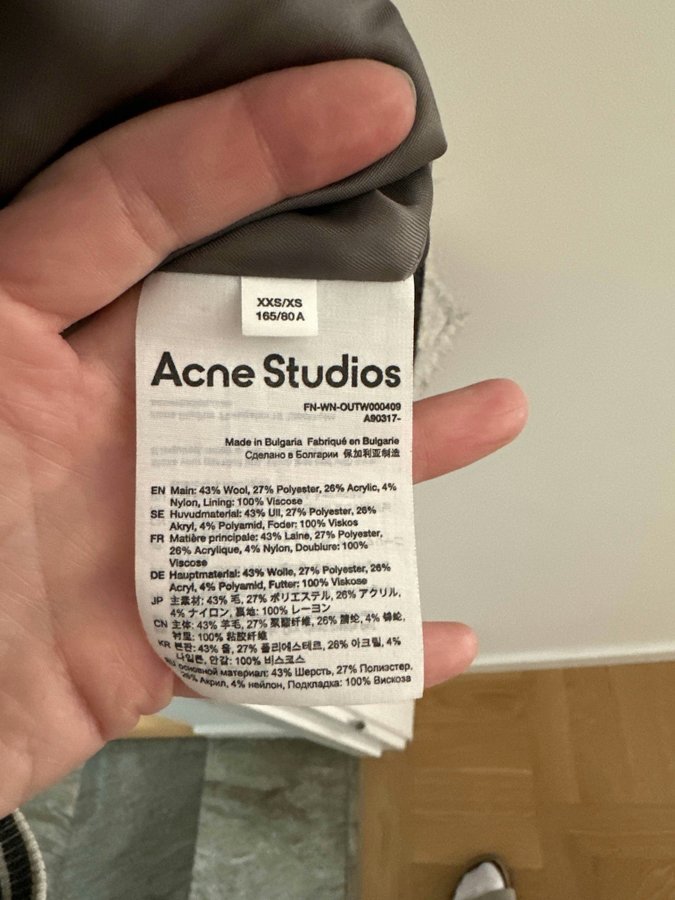 XXS/XS
165/80A
Acne Studios
FN-WN-OUTW000409
A90317-
Made in Bulgaria Fabriqué en Bulgarie
Сделано в Болгарии 保加利亚制造
EN Main: 43% Wool, 27% Polyester, 26% Acrylic, 4%
Nylon, Lining: 100% Viscose
SE Huvudmaterial: 43% Ull, 27% Polyester, 26%
Akryl, 4% Polyamid, Foder: 100% Viskos
FR Matière principale: 43% Laine, 27% Polyester,
26% Acrylique, 4% Nylon, Doublure: 100%
Viscose
DE Hauptmaterial: 43% Wolle, 27% Polyester, 26%
Acryl, 4% Polyamid, Futter: 100% Viskose
JP 主素材: 43% 毛, 27% ポリエステル, 26% アクリル,
4% ナイロン, 裏地: 100% レーヨン
CN 主体: 43% 羊毛, 27% 聚酯纤维, 26% 腈纶, 4% 锦纶,
衬里: 100% 粘胶纤维
KR 본판: 43% 울, 27% 폴리에스테르, 26% 아크릴, 4%
나일론, 안감: 100% 비스코스
RU основной материал: 43% Шерсть, 27% Полиэстер,
26% Акрил, 4% нейлон, Подкладка: 100% Вискоза